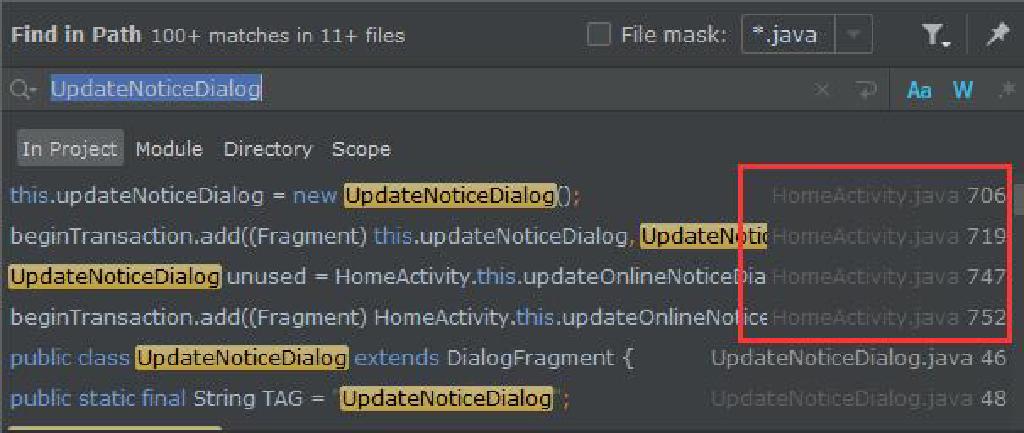 Find in Path 100+ matches in 11+ files File mask: *.java
UpdateNoticeDialog Aa W .*
In Project Module Directory Scope
this.updateNoticeDialog = new UpdateNoticeDialog(); HomeActivity.java 706
beginTransaction.add((Fragment) this.updateNoticeDialog, UpdateNotic HomeActivity.java 719
UpdateNoticeDialog unused = HomeActivity.this.updateOnlineNoticeDia HomeActivity.java 747
beginTransaction.add((Fragment) HomeActivity.this.updateOnlineNotice HomeActivity.java 752
public class UpdateNoticeDialog extends DialogFragment { UpdateNoticeDialog.java 46
public static final String TAG = "UpdateNoticeDialog"; UpdateNoticeDialog.java 48